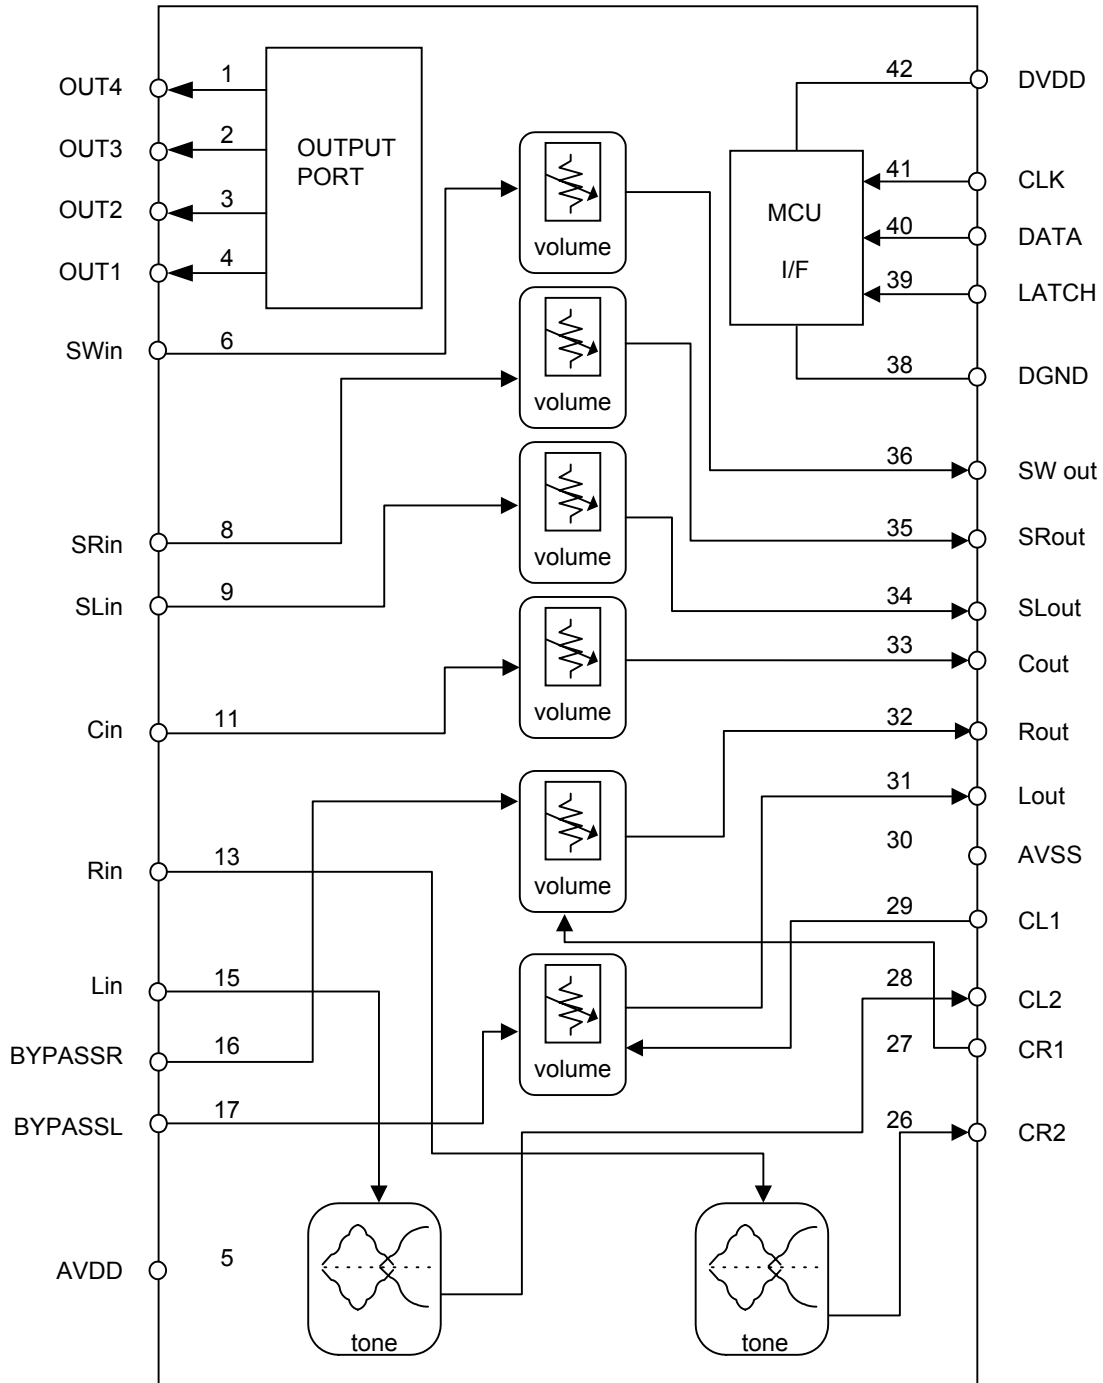 OUT4
1
OUT3
2
OUT2
3
OUT1
4
OUTPUT
PORT
SWin
6
SRin
8
SLin
9
Cin
11
Rin
13
Lin
15
BYPASSR
16
BYPASSL
17
AVDD
5
volume
volume
volume
volume
volume
volume
tone
tone
MCU
I/F
42
DVDD
41
CLK
40
DATA
39
LATCH
38
DGND
36
SW out
35
SRout
34
SLout
33
Cout
32
Rout
31
Lout
30
AVSS
29
CL1
28
CL2
27
CR1
26
CR2